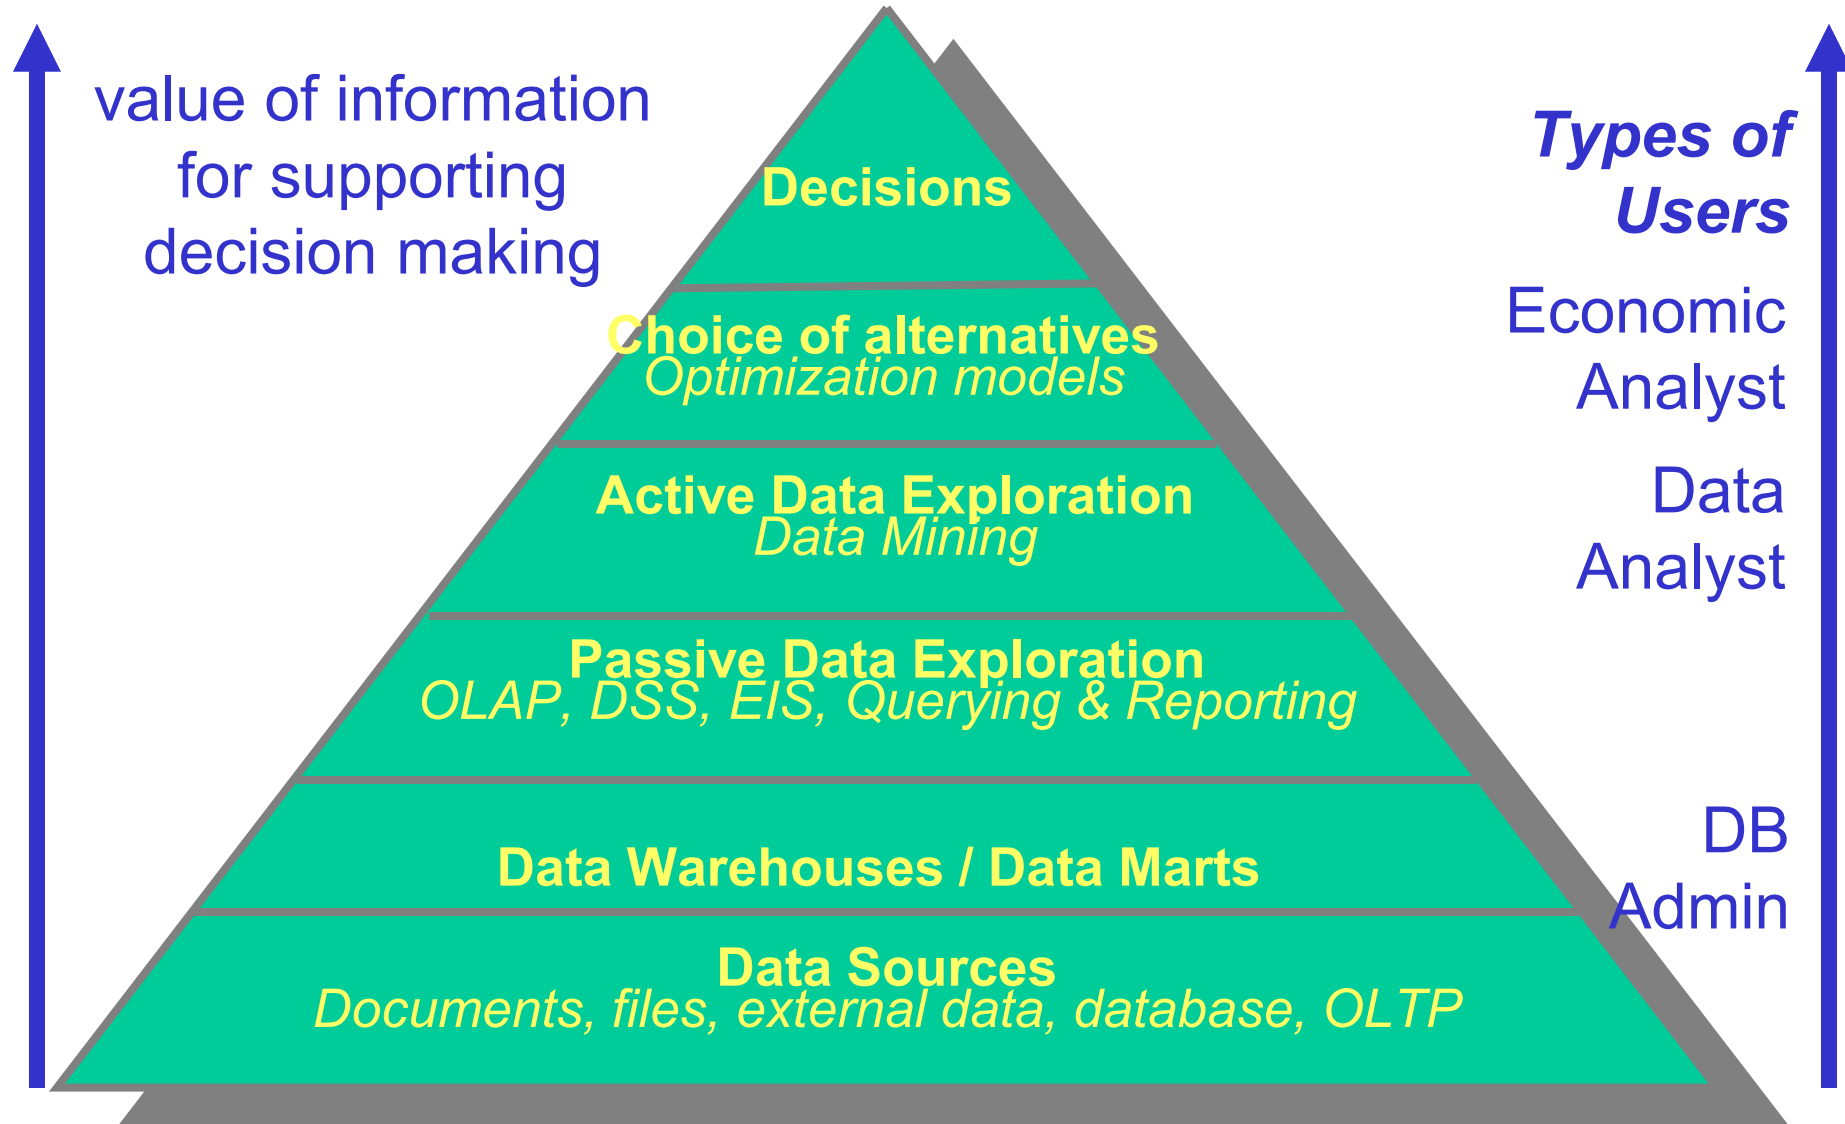 value of information
for supporting
decision making
Types of
Users
Decisions
Economic
Analyst
Choice of alternatives
Optimization models
Data
Analyst
Active Data Exploration
Data Mining
Passive Data Exploration
OLAP, DSS, EIS, Querying & Reporting
DB
Admin
Data Warehouses / Data Marts
Data Sources
Documents, files, external data, database, OLTP